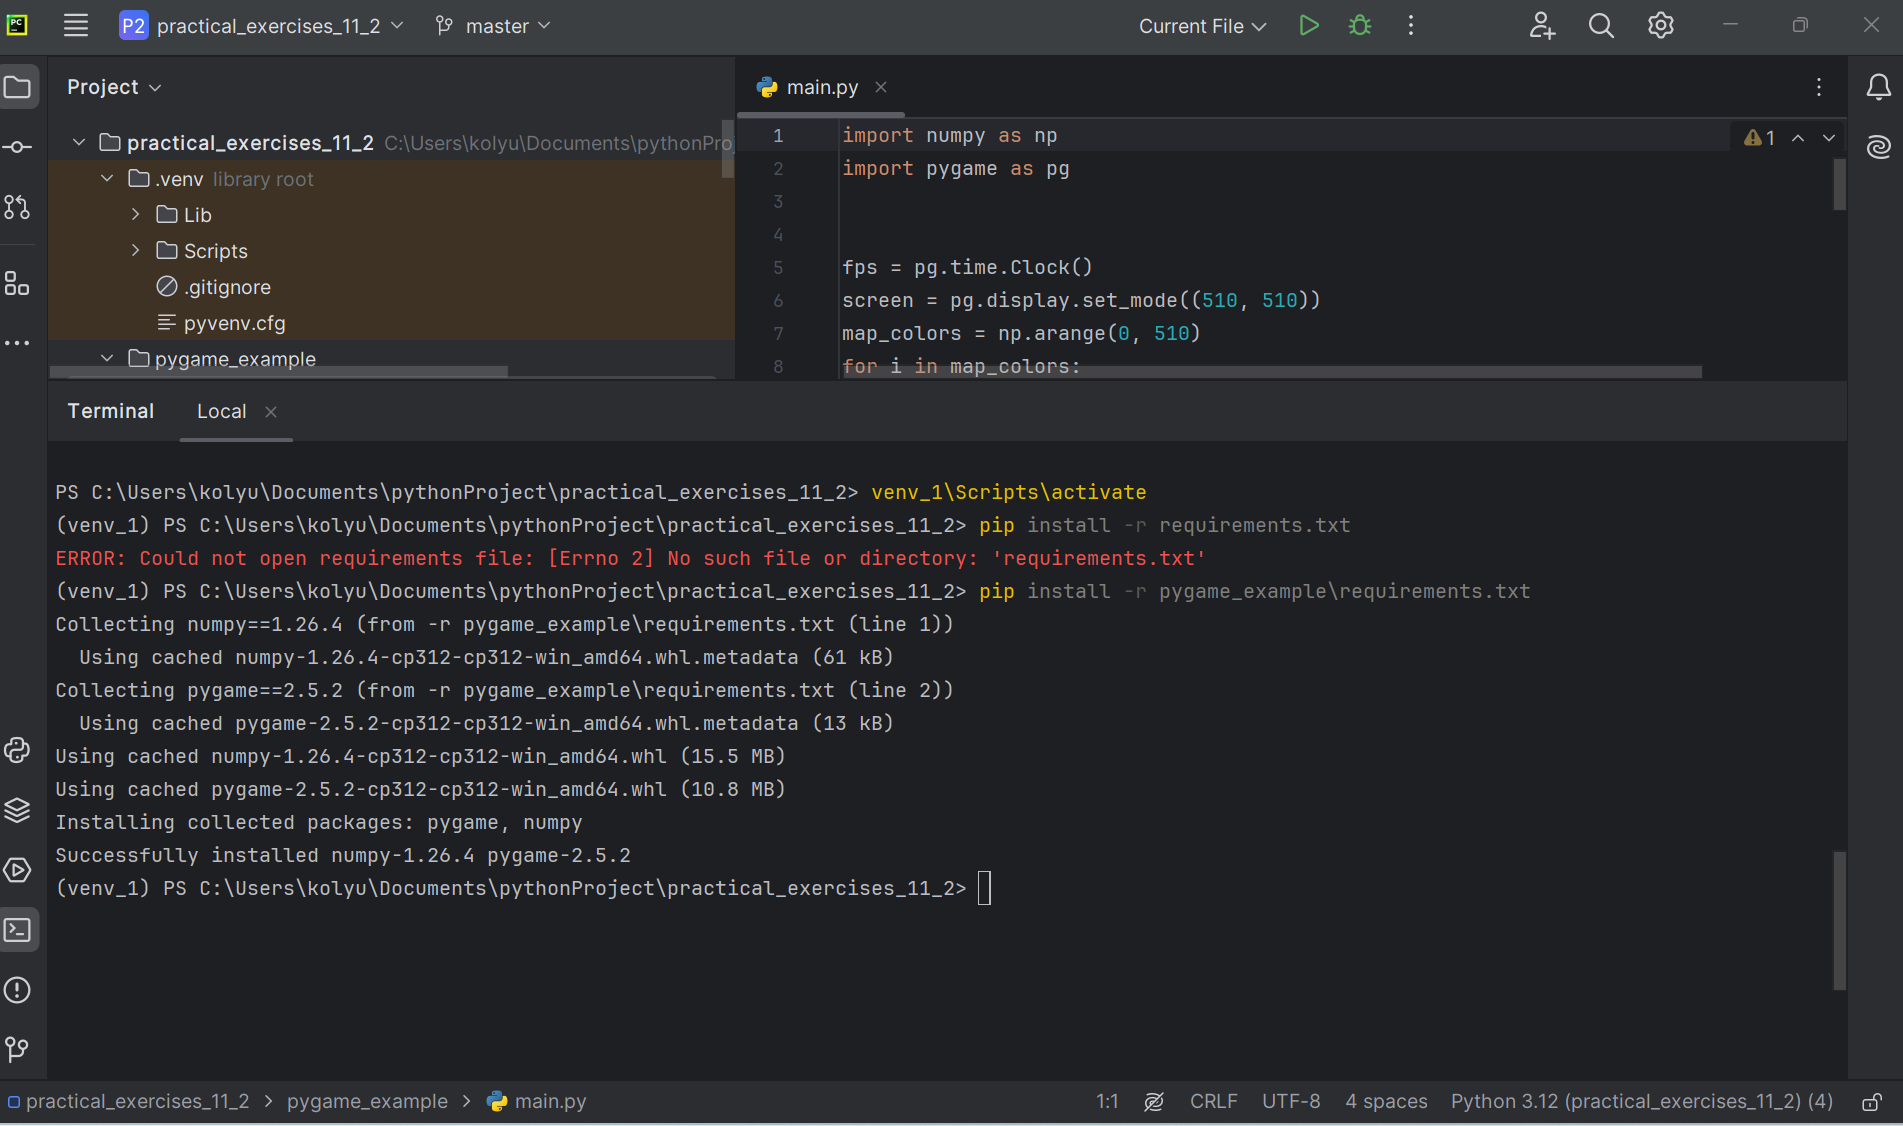 PC P2 practical_exercises_11_2 master Current File
Project
main.py
practical_exercises_11_2 C:\Users\kolyu\Documents\pythonPro
.venv library root
Lib
Scripts
.gitignore
pyvenv.cfg
pygame_example
1 import numpy as np
2 import pygame as pg
3
4
5 fps = pg.time.Clock()
6 screen = pg.display.set_mode((510, 510))
7 map_colors = np.arange(0, 510)
8 for i in map_colors:
1
Terminal Local
PS C:\Users\kolyu\Documents\pythonProject\practical_exercises_11_2> venv_1\Scripts\activate
(venv_1) PS C:\Users\kolyu\Documents\pythonProject\practical_exercises_11_2> pip install -r requirements.txt
ERROR: Could not open requirements file: [Errno 2] No such file or directory: 'requirements.txt'
(venv_1) PS C:\Users\kolyu\Documents\pythonProject\practical_exercises_11_2> pip install -r pygame_example\requirements.txt
Collecting numpy==1.26.4 (from -r pygame_example\requirements.txt (line 1))
  Using cached numpy-1.26.4-cp312-cp312-win_amd64.whl.metadata (61 kB)
Collecting pygame==2.5.2 (from -r pygame_example\requirements.txt (line 2))
  Using cached pygame-2.5.2-cp312-cp312-win_amd64.whl.metadata (13 kB)
Using cached numpy-1.26.4-cp312-cp312-win_amd64.whl (15.5 MB)
Using cached pygame-2.5.2-cp312-cp312-win_amd64.whl (10.8 MB)
Installing collected packages: pygame, numpy
Successfully installed numpy-1.26.4 pygame-2.5.2
(venv_1) PS C:\Users\kolyu\Documents\pythonProject\practical_exercises_11_2>
practical_exercises_11_2 > pygame_example > main.py 1:1 CRLF UTF-8 4 spaces Python 3.12 (practical_exercises_11_2) (4)